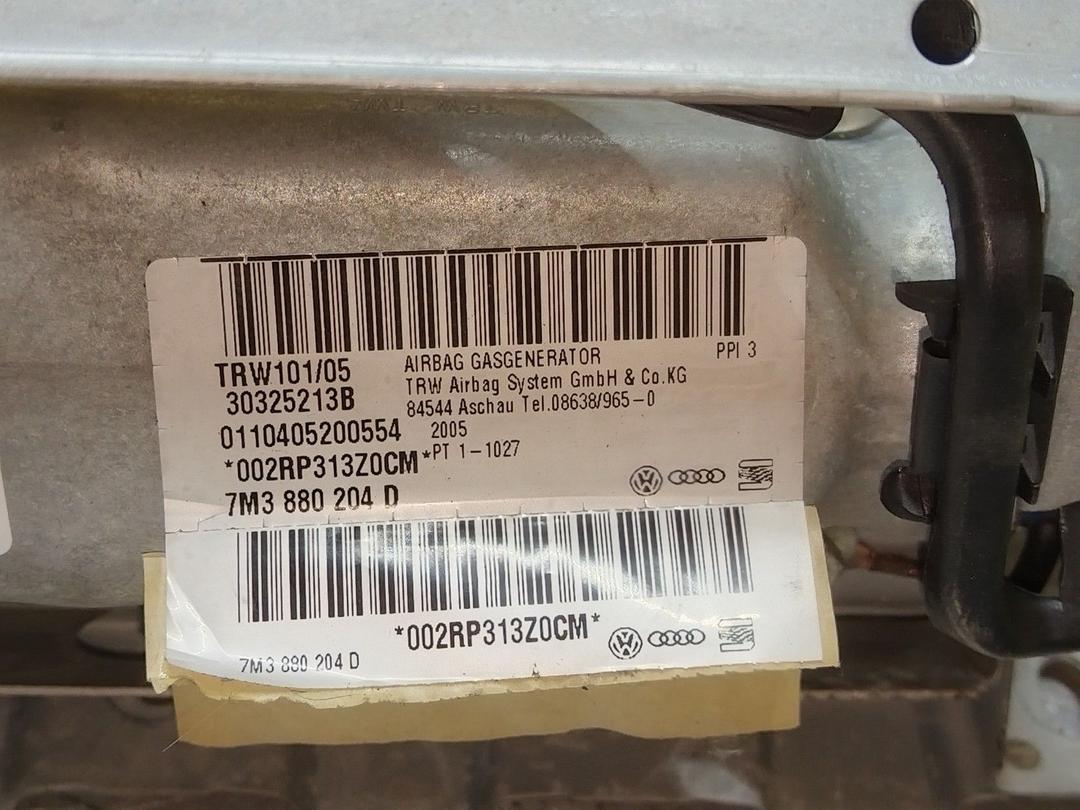 TRW101/05
30325213B
0110405200554
*002RP313Z0CM*
7M3 880 204 D
AIRBAG GASGENERATOR PPI 3
TRW Airbag System GmbH & Co.KG
84544 Aschau Tel.08638/965-0
2005
PT 1-1027
*002RP313Z0CM*
7M3 880 204 D